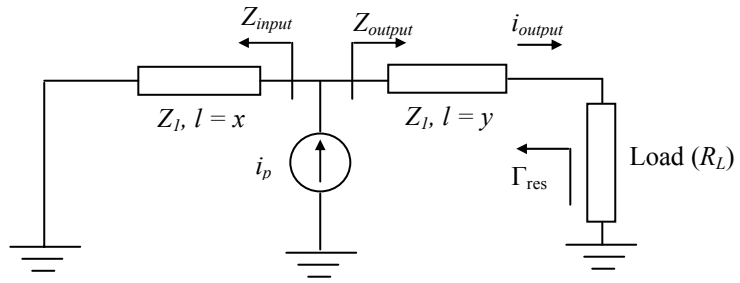 Z_input
Z_output
i_output
Z_1, l = x
Z_1, l = y
i_p
Γ_res
Load (R_L)